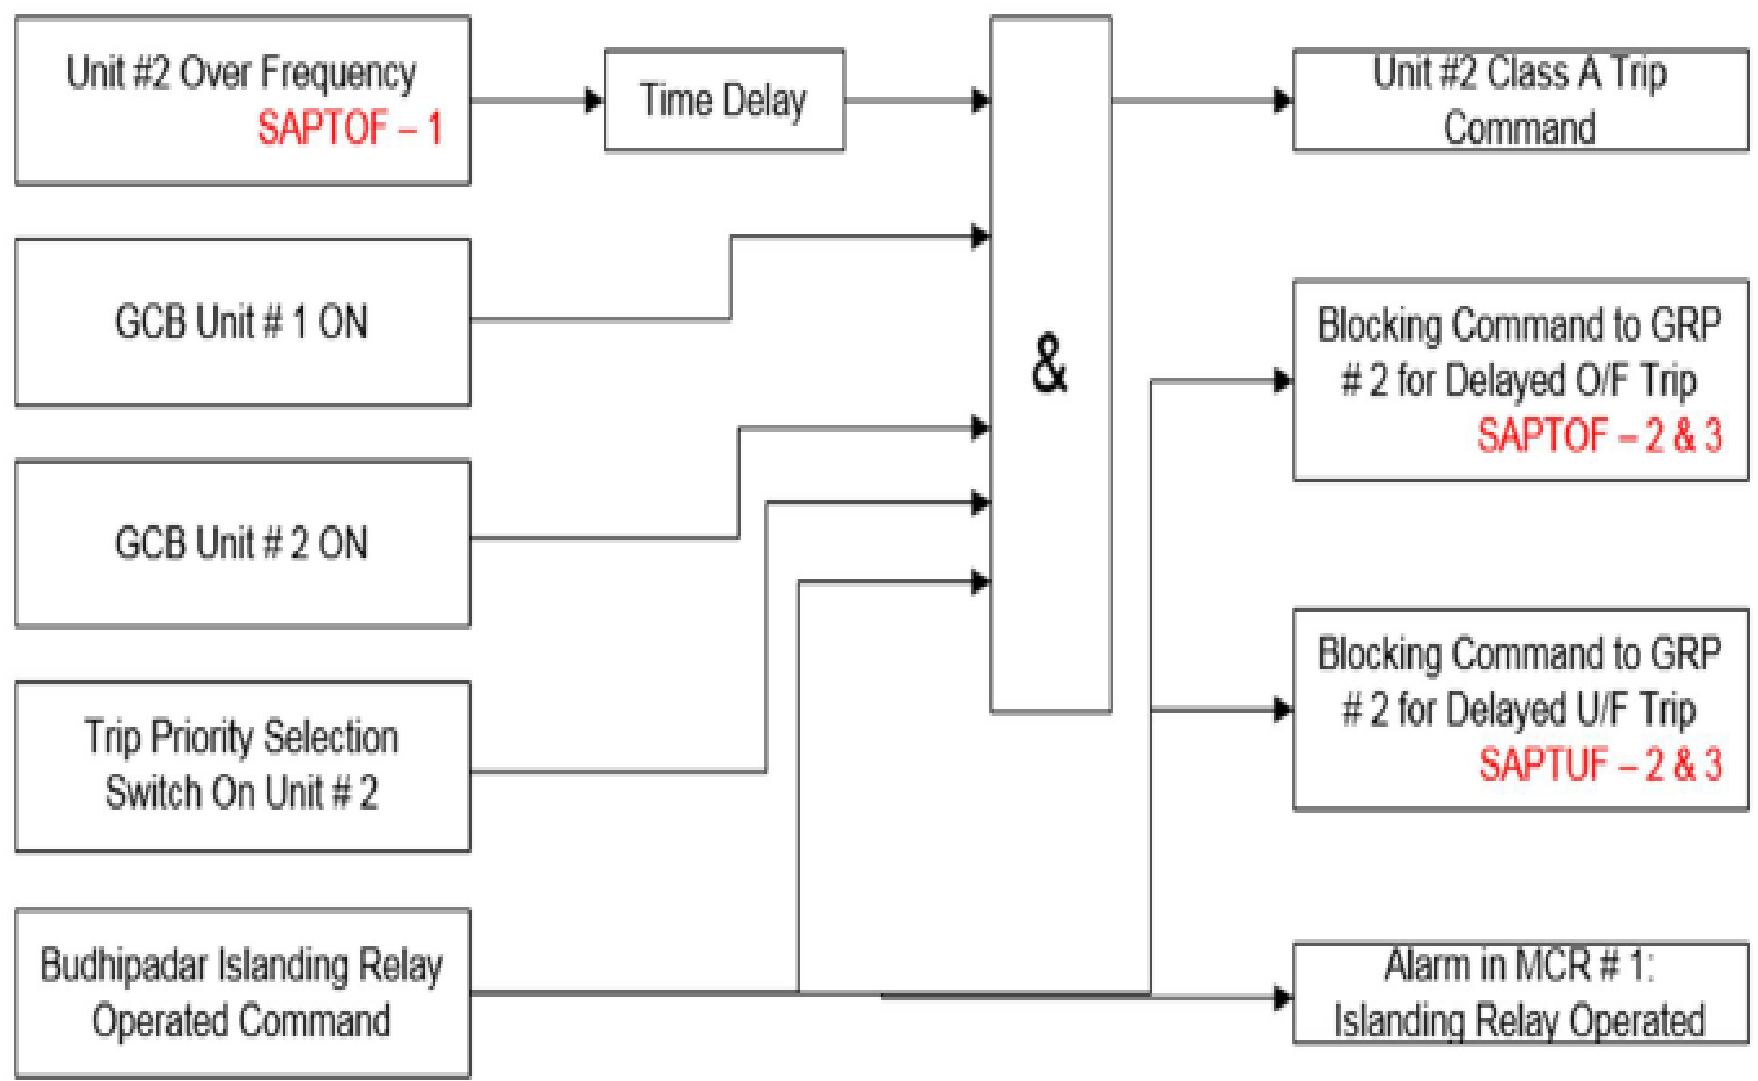 Unit #2 Over Frequency
SAPTOF – 1
Time Delay
Unit #2 Class A Trip
Command
GCB Unit # 1 ON
&
Blocking Command to GRP
# 2 for Delayed O/F Trip
SAPTOF – 2 & 3
GCB Unit # 2 ON
Blocking Command to GRP
# 2 for Delayed U/F Trip
SAPTUF – 2 & 3
Trip Priority Selection
Switch On Unit # 2
Budhipadar Islanding Relay
Operated Command
Alarm in MCR # 1:
Islanding Relay Operated